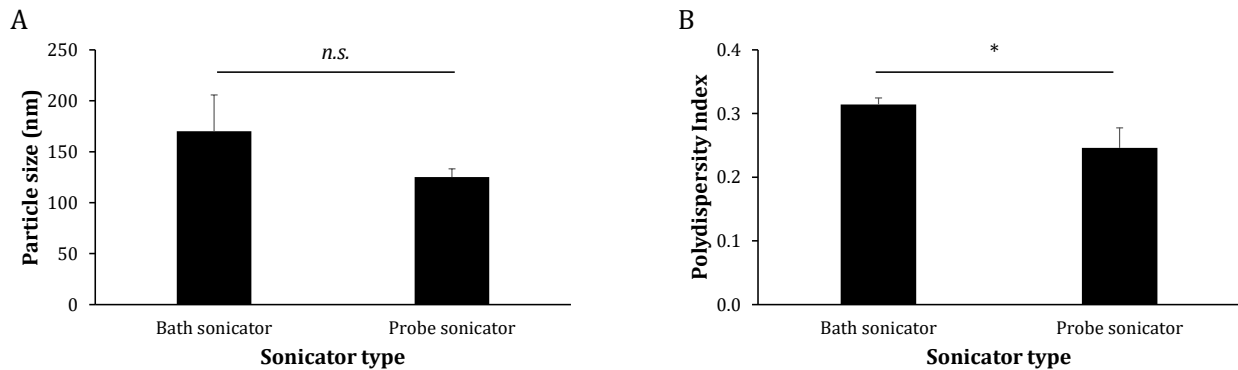 A
Particle size (nm)
250
200
150
100
50
0
n.s.
Bath sonicator
Probe sonicator
Sonicator type
B
Polydispersity Index
0.4
0.3
0.2
0.1
0.0
*
Bath sonicator
Probe sonicator
Sonicator type